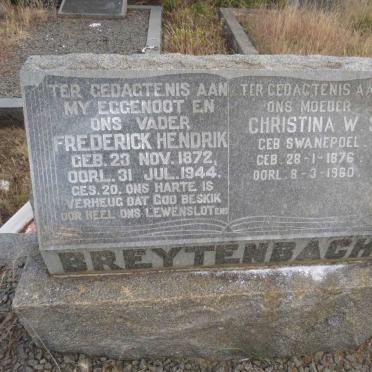 TER GEDAGTENIS AAN
MY EGGENOOT EN
ONS VADER
FREDERICK HENDRIK
GEB. 23 NOV. 1872,
OORL. 31 JUL. 1944.
GES. 20. ONS HARTE IS
VERHEUG DAT GOD BESKIK
OOR HEEL ONS LEWENSLOT
TER GEDAGTENIS AAN
ONS MOEDER
CHRISTINA W. S
GEB SWANEPOEL
GEB. 28-1-1876
OORL. 8-3-1960.
BREYTENBACH